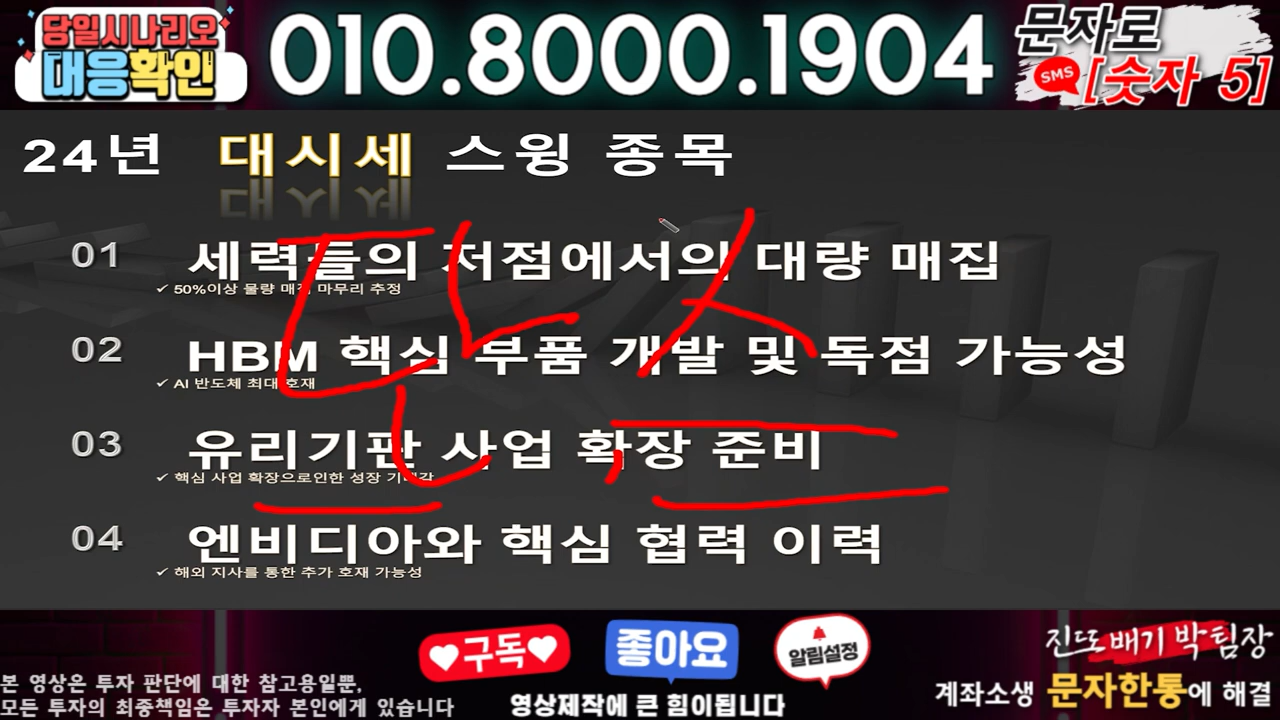 당일시나리오
대응확인
010.8000.1904
문자로
SMS [숫자 5]
24년 대시세 스윙 종목
01 세력들의 저점에서의 대량 매집
✓ 50%이상 물량 매집 마무리 추정
02 HBM 핵심 부품 개발 및 독점 가능성
✓ AI 반도체 최대 호재
03 유리기판 사업 확장 준비
✓ 핵심 사업 확장으로인한 성장 기대감
04 엔비디아와 핵심 협력 이력
✓ 해외 지사를 통한 추가 호재 가능성
단
구독
좋아요
알림설정
영상제작에 큰 힘이됩니다
본 영상은 투자 판단에 대한 참고용일뿐,
모든 투자의 최종책임은 투자자 본인에게 있습니다
진또배기 박팀장
계좌소생 문자한통에 해결